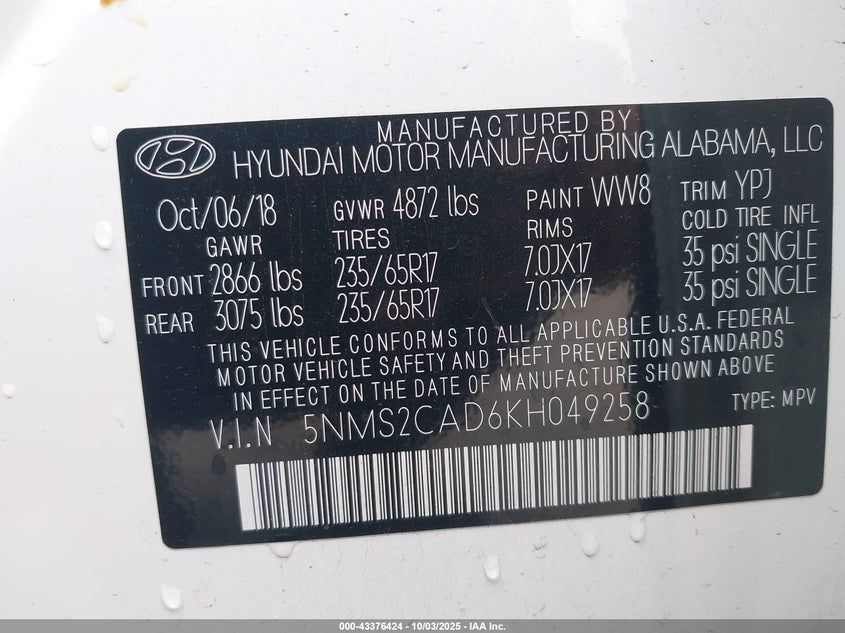 MANUFACTURED BY
HYUNDAI MOTOR MANUFACTURING ALABAMA, LLC
Oct/06/18 GVWR 4872 lbs PAINT WW8 TRIM YPJ
GAWR TIRES RIMS COLD TIRE INFL
FRONT 2866 lbs 235/65R17 7.0JX17 35 psi SINGLE
REAR 3075 lbs 235/65R17 7.0JX17 35 psi SINGLE
THIS VEHICLE CONFORMS TO ALL APPLICABLE U.S.A. FEDERAL
MOTOR VEHICLE SAFETY AND THEFT PREVENTION STANDARDS
IN EFFECT ON THE DATE OF MANUFACTURE SHOWN ABOVE
V.I.N 5NMS2CAD6KH049258 TYPE: MPV
000-43376424 - 10/03/2025 - IAA Inc.